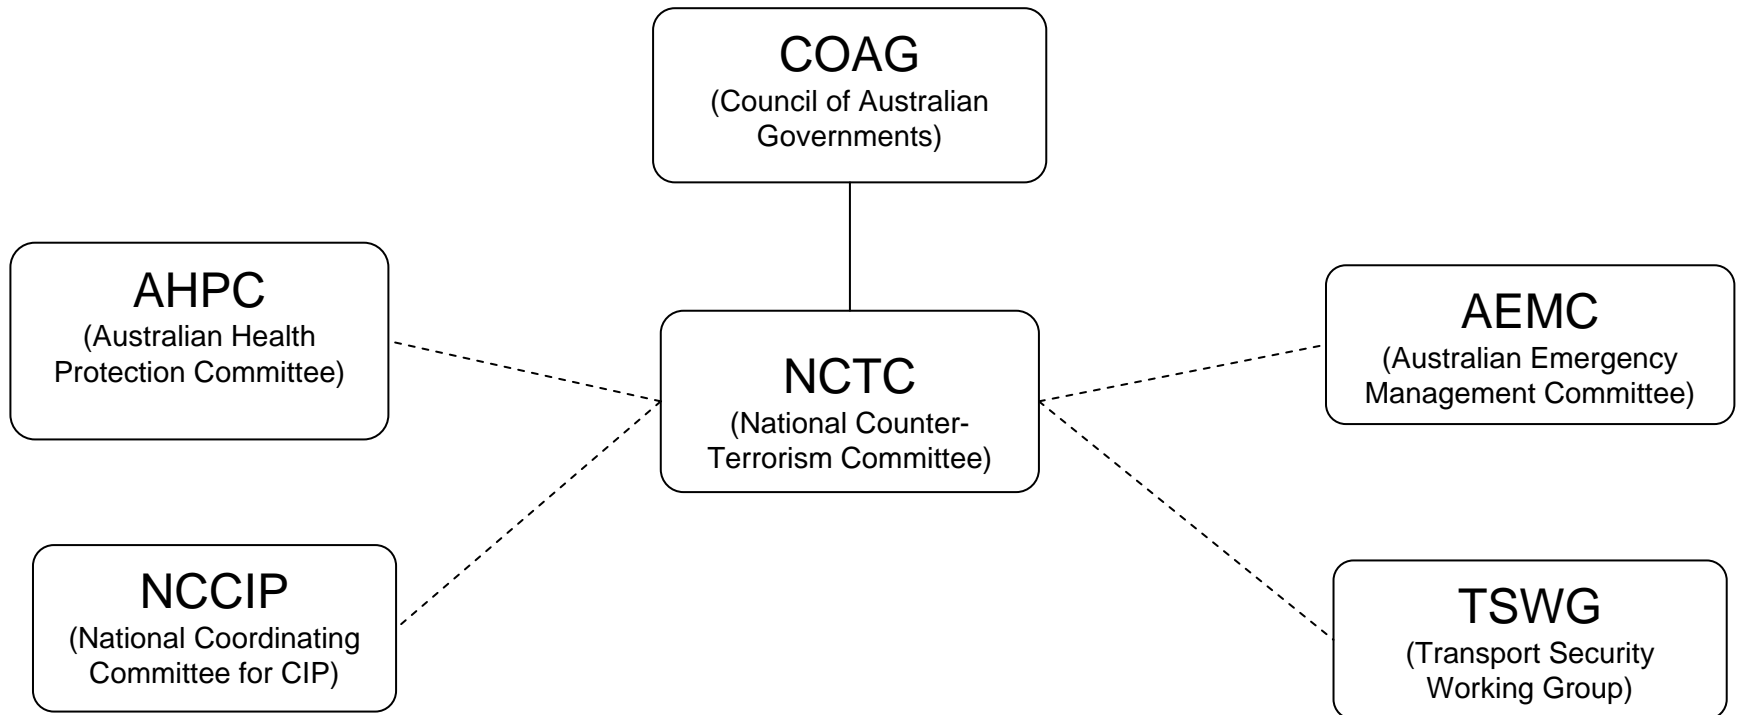 COAG
(Council of Australian
Governments)
AHPC
(Australian Health
Protection Committee)
NCTC
(National Counter-
Terrorism Committee)
AEMC
(Australian Emergency
Management Committee)
NCCIP
(National Coordinating
Committee for CIP)
TSWG
(Transport Security
Working Group)